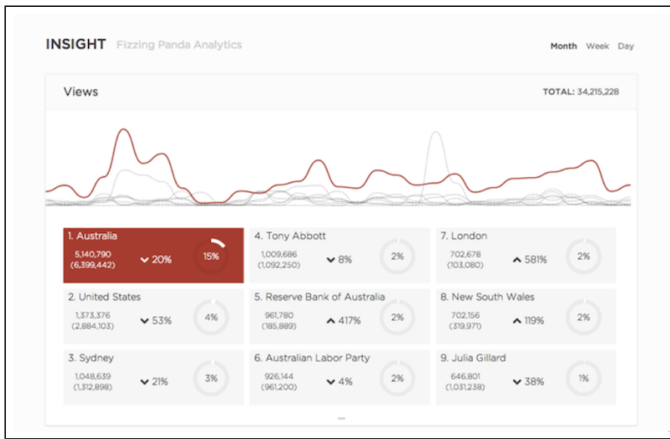 INSIGHT Fizzing Panda Analytics
Month Week Day
Views
TOTAL: 34,215,228
1. Australia
5,140,790
(6,399,442)
20%
15%
4. Tony Abbott
1,009,686
(1,092,250)
8%
2%
7. London
702,678
(103,080)
581%
2%
2. United States
1,373,376
(2,884,103)
53%
4%
5. Reserve Bank of Australia
961,780
(185,889)
417%
2%
8. New South Wales
702,156
(319,971)
119%
2%
3. Sydney
1,048,639
(1,312,898)
21%
3%
6. Australian Labor Party
926,144
(961,200)
4%
2%
9. Julia Gillard
646,801
(1,031,238)
38%
1%